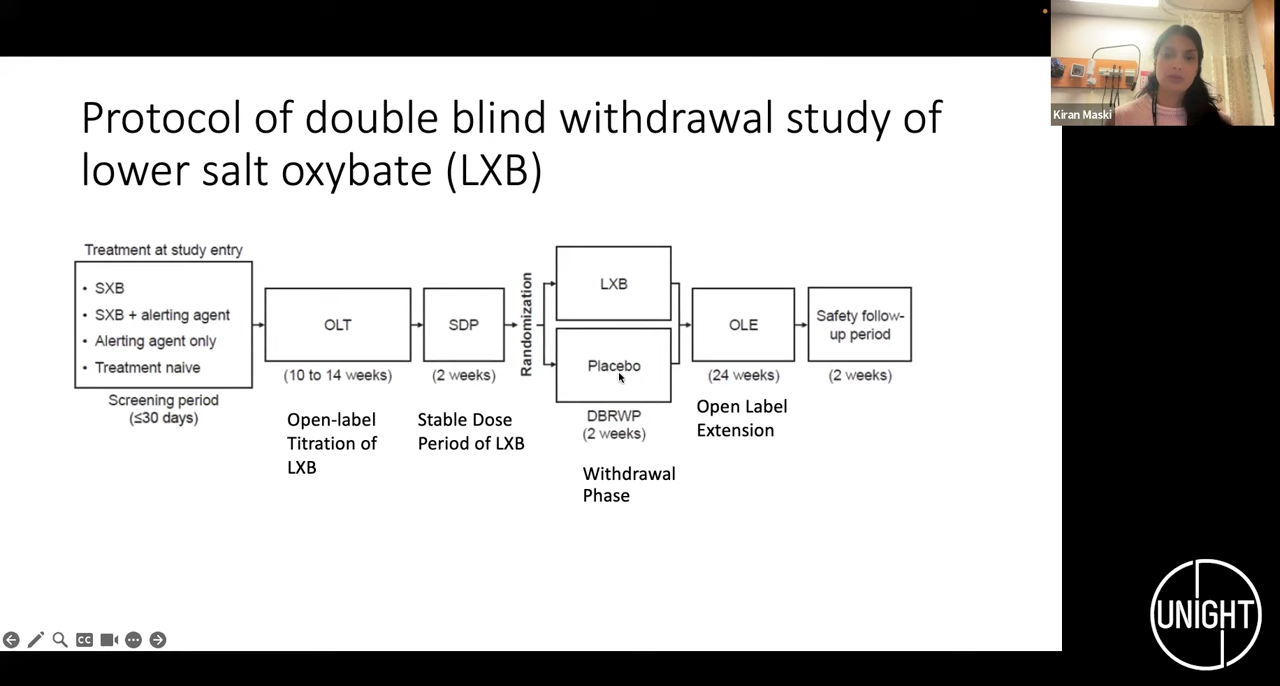 Kiran Maski
Protocol of double blind withdrawal study of
lower salt oxybate (LXB)
Treatment at study entry
• SXB
• SXB + alerting agent
• Alerting agent only
• Treatment naive
Screening period
(≤30 days)
OLT
(10 to 14 weeks)
Open-label
Titration of
LXB
SDP
(2 weeks)
Stable Dose
Period of LXB
Randomization
LXB
Placebo
DBRWP
(2 weeks)
Withdrawal
Phase
OLE
(24 weeks)
Open Label
Extension
Safety follow-
up period
(2 weeks)
CC
UNIGHT